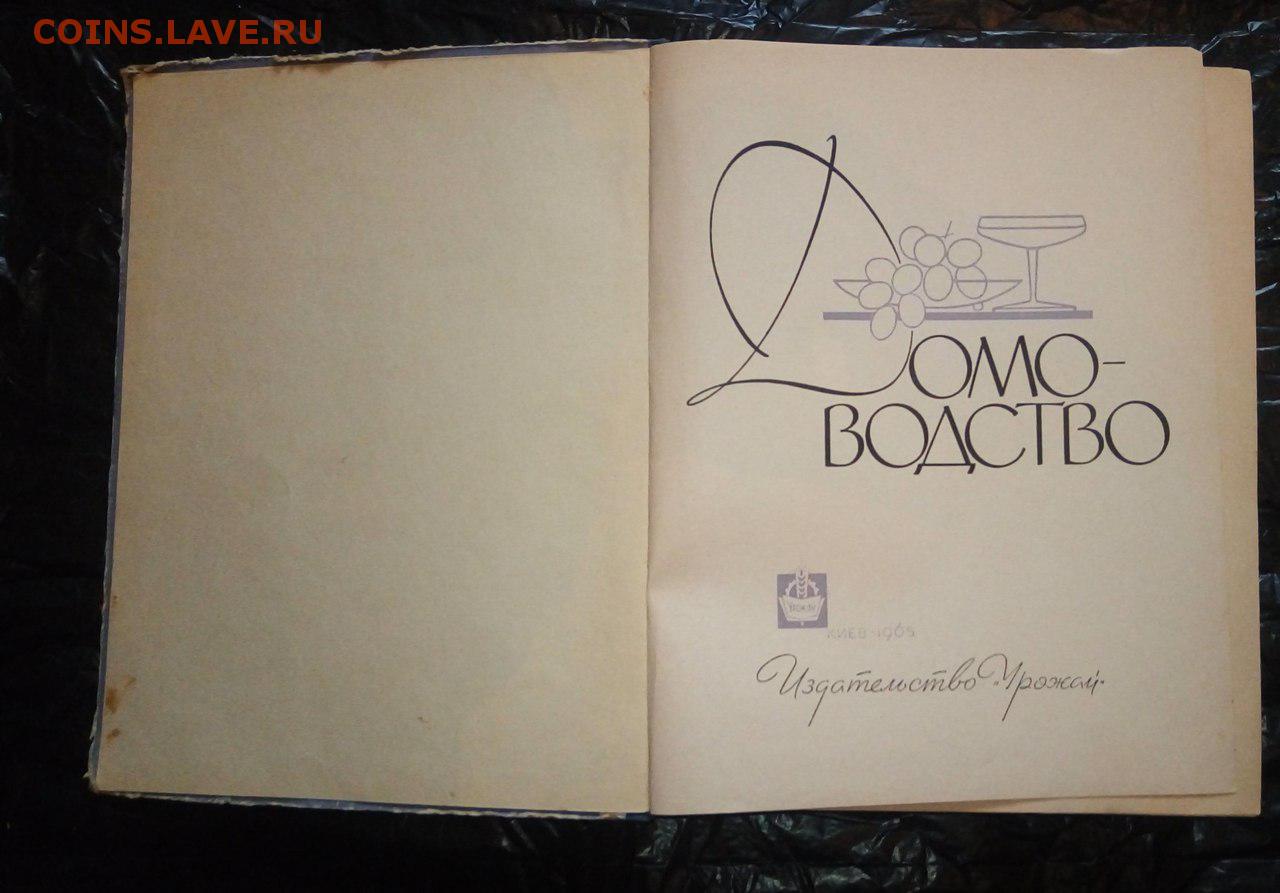 COINS.LAVE.RU
ДОМО-
ВОДСТВО
КИЕВ-1965
Издательство „Урожай“